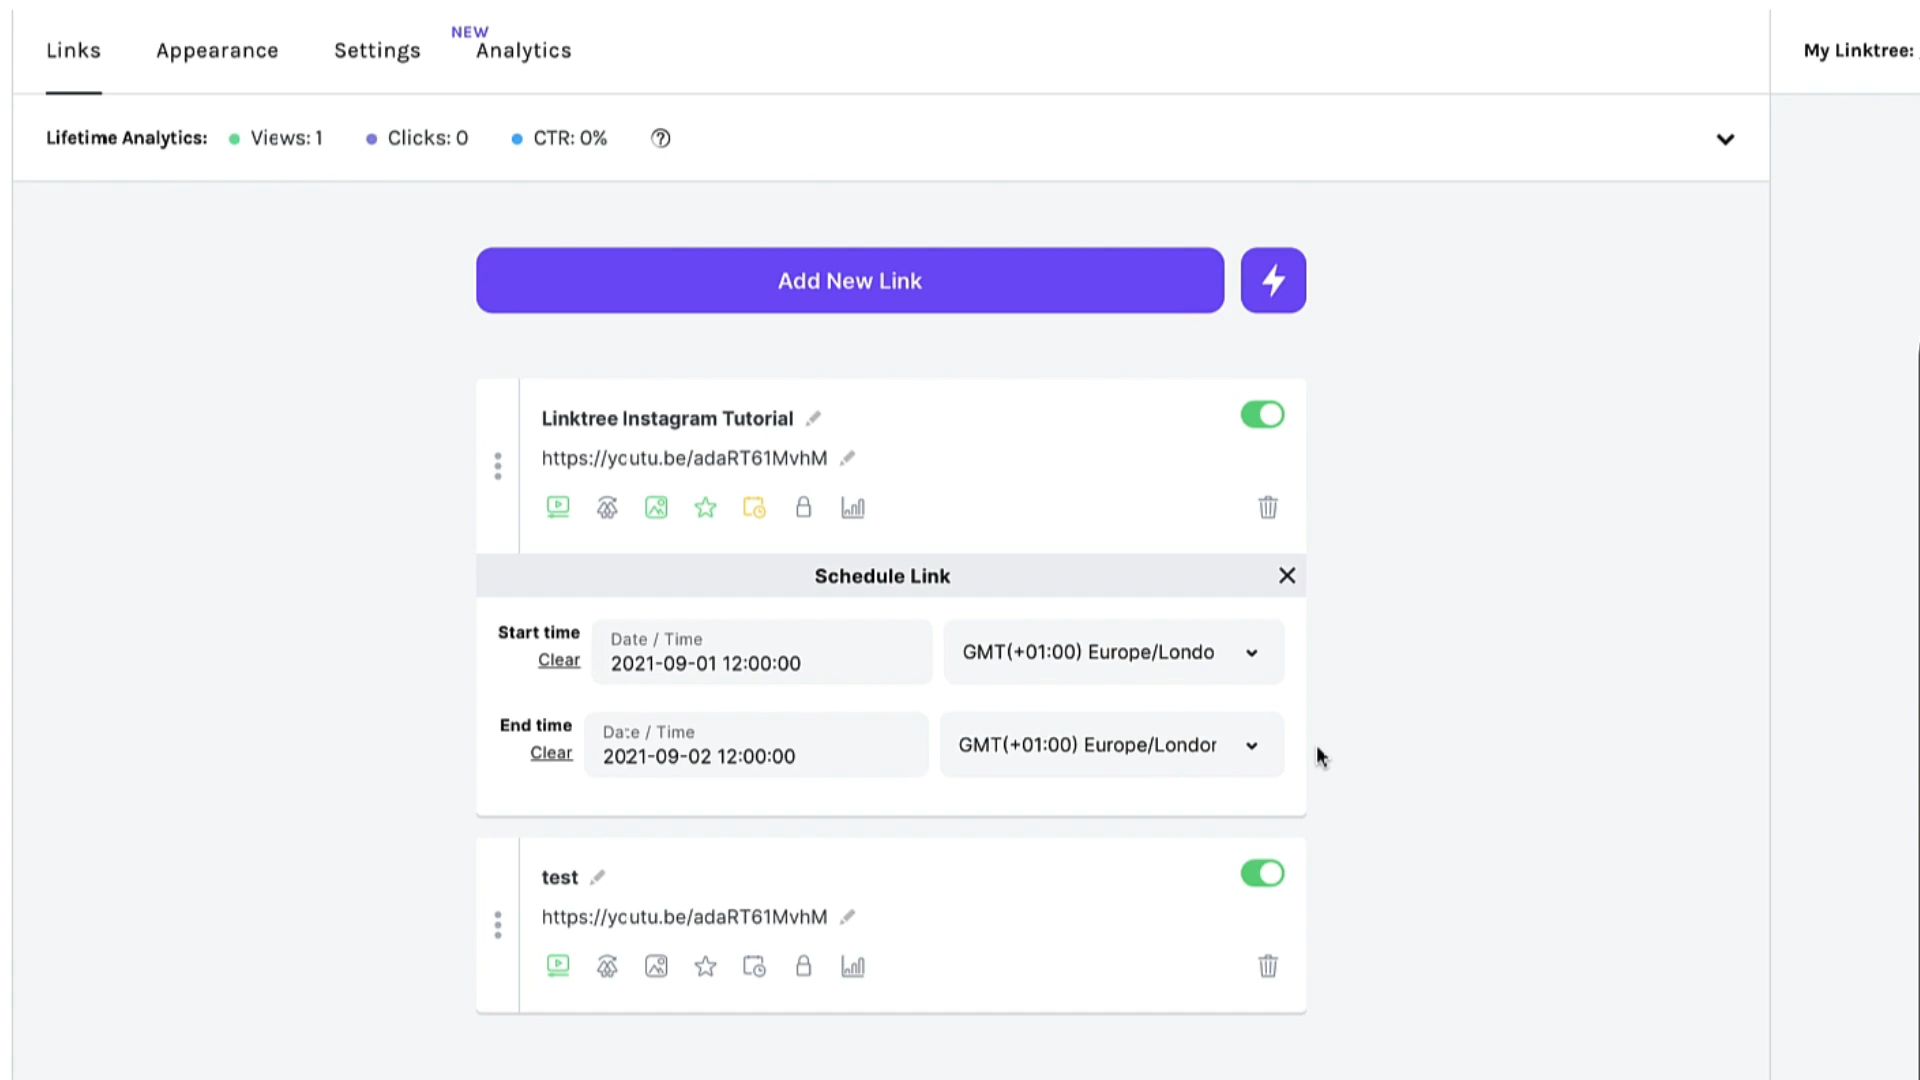 NEW
Links Appearance Settings Analytics
My Linktree:
Lifetime Analytics: Views: 1 Clicks: 0 CTR: 0% ?
Add New Link
Linktree Instagram Tutorial
https://ycutu.be/adaRT61MvhM
Schedule Link
Start time
Clear
Date / Time
2021-09-01 12:00:00
GMT(+01:00) Europe/Londo
End time
Clear
Date / Time
2021-09-02 12:00:00
GMT(+01:00) Europe/Londor
test
https://ycutu.be/adaRT61MvhM